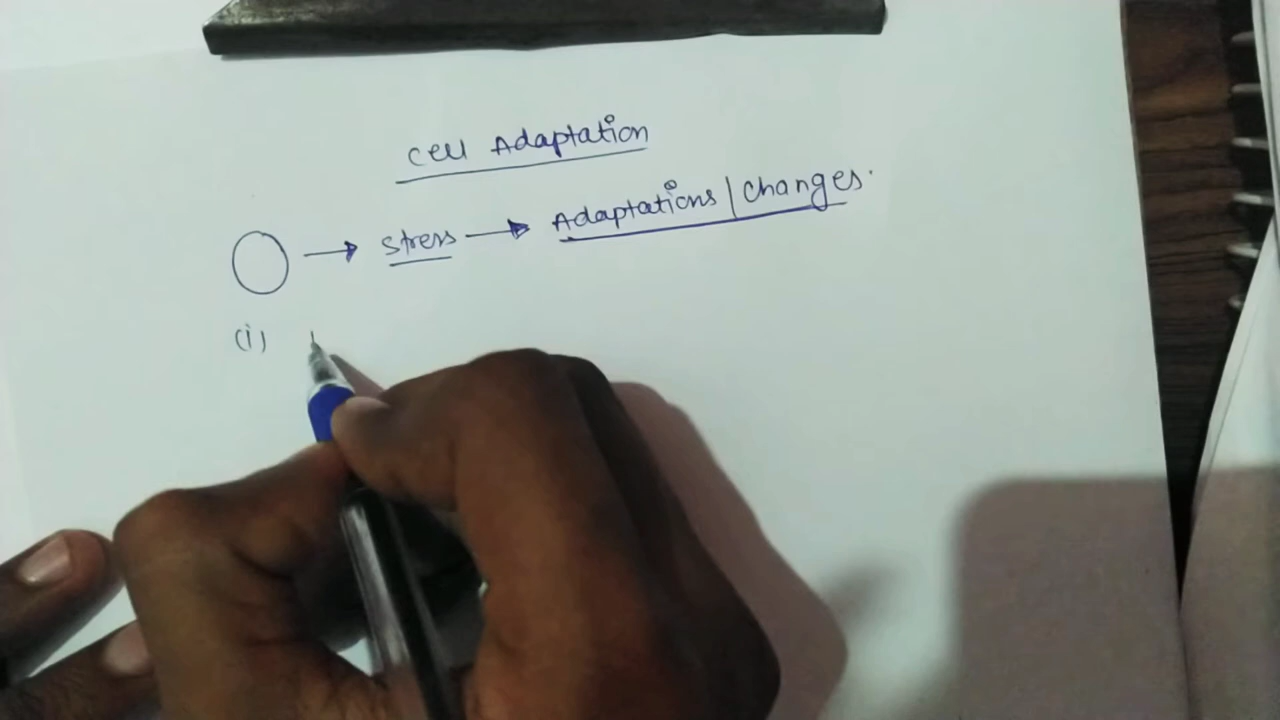 Cell Adaptation
→ Stress → Adaptations | Changes.
(i)